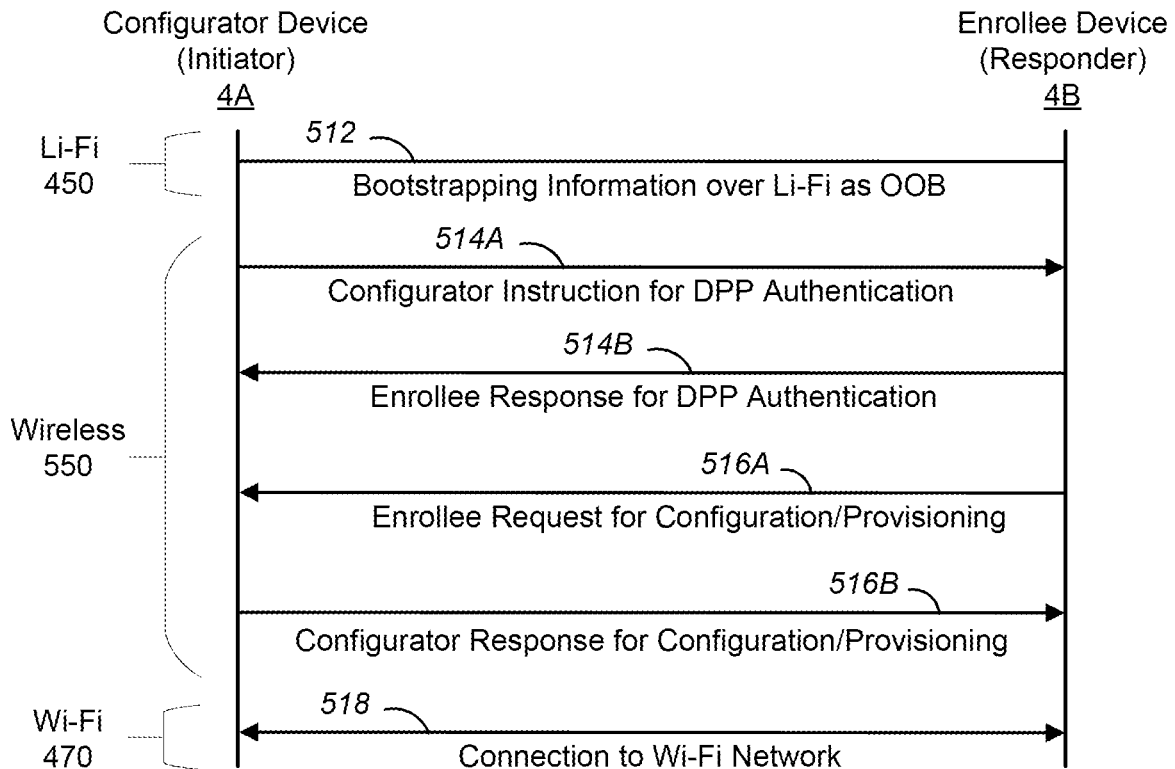 Configurator Device
(Initiator)
4A
Enrollee Device
(Responder)
4B
Li-Fi
450
512
Bootstrapping Information over Li-Fi as OOB
514A
Configurator Instruction for DPP Authentication
514B
Enrollee Response for DPP Authentication
Wireless
550
516A
Enrollee Request for Configuration/Provisioning
516B
Configurator Response for Configuration/Provisioning
Wi-Fi
470
518
Connection to Wi-Fi Network